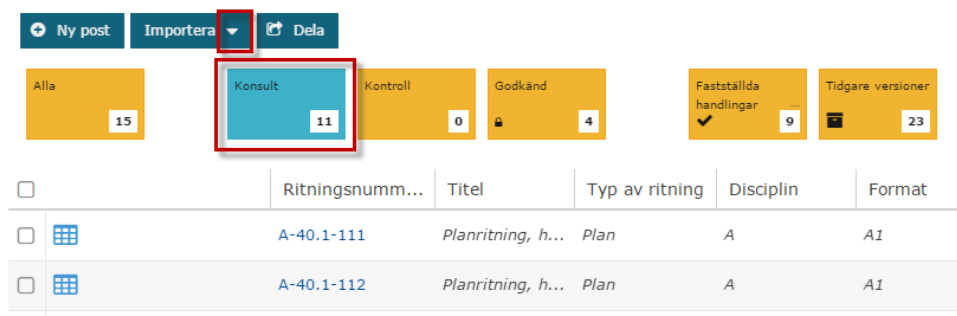 Ny post Importera Dela
Alla Konsult Kontroll Godkänd Fastställda Tidgare versioner
handlingar ...
15 11 0 4 9 23
Ritningsnumm... Titel Typ av ritning Disciplin Format
A-40.1-111 Planritning, h... Plan A A1
A-40.1-112 Planritning, h... Plan A A1